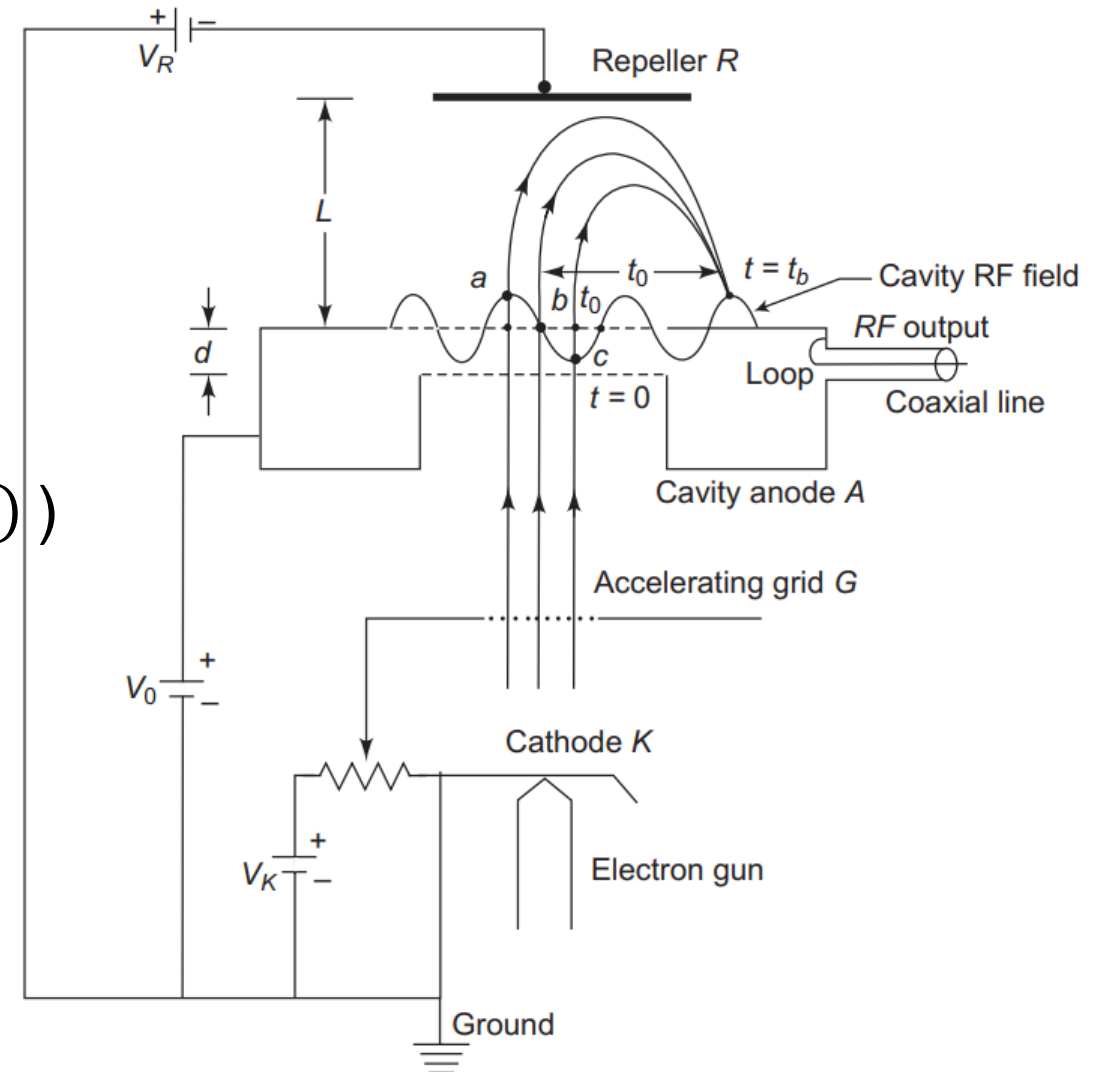 + –
V_R
Repeller R
L
a
b
t_0
t_0
t = t_b
Cavity RF field
d
c
RF output
Loop
t = 0
Coaxial line
Cavity anode A
0 )
Accelerating grid G
+
V_0
–
Cathode K
+
V_K
–
Electron gun
Ground